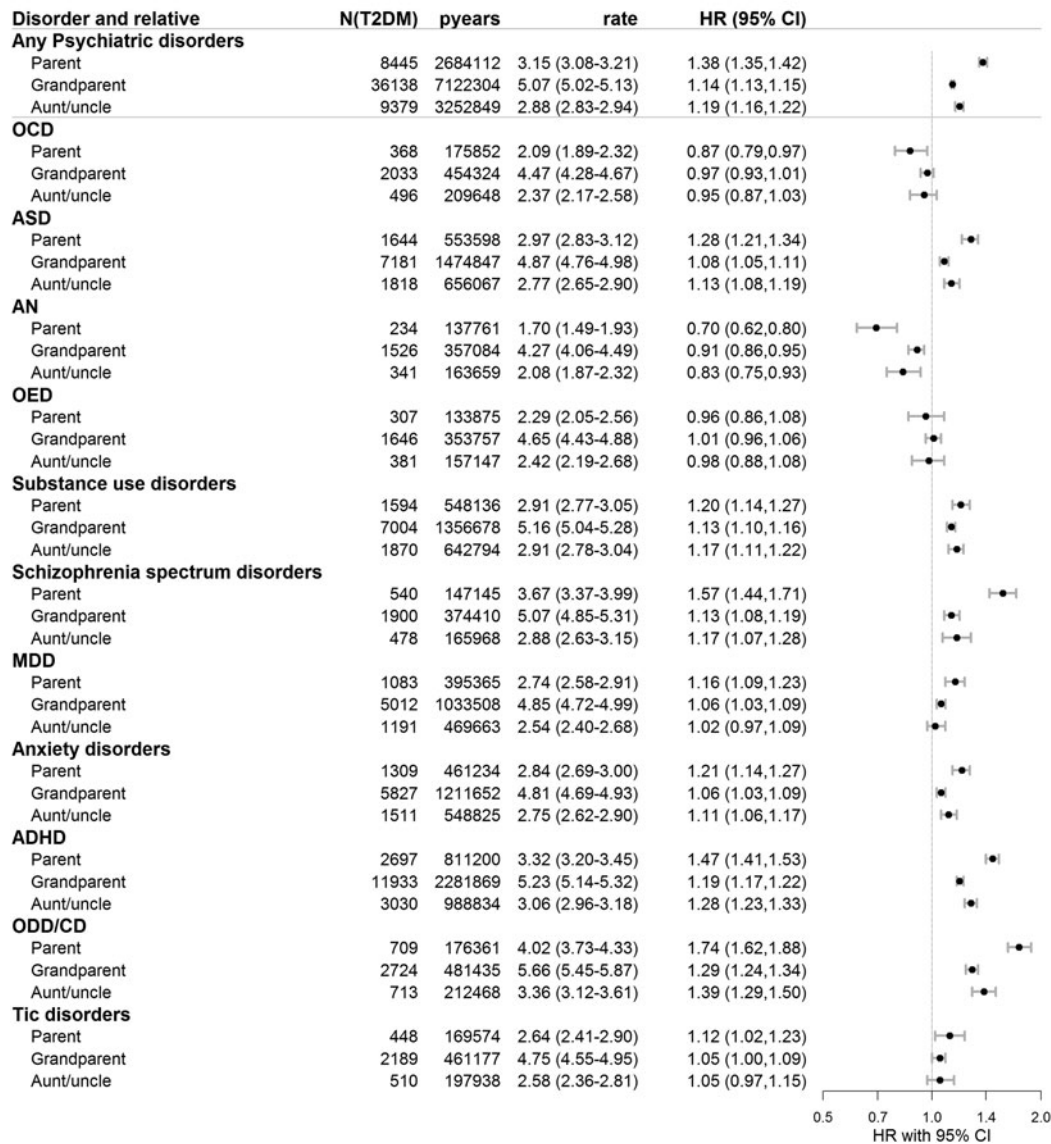 Disorder and relative N(T2DM) pyears rate HR (95% CI)
Any Psychiatric disorders
Parent 8445 2684112 3.15 (3.08-3.21) 1.38 (1.35,1.42)
Grandparent 36138 7122304 5.07 (5.02-5.13) 1.14 (1.13,1.15)
Aunt/uncle 9379 3252849 2.88 (2.83-2.94) 1.19 (1.16,1.22)
OCD
Parent 368 175852 2.09 (1.89-2.32) 0.87 (0.79,0.97)
Grandparent 2033 454324 4.47 (4.28-4.67) 0.97 (0.93,1.01)
Aunt/uncle 496 209648 2.37 (2.17-2.58) 0.95 (0.87,1.03)
ASD
Parent 1644 553598 2.97 (2.83-3.12) 1.28 (1.21,1.34)
Grandparent 7181 1474847 4.87 (4.76-4.98) 1.08 (1.05,1.11)
Aunt/uncle 1818 656067 2.77 (2.65-2.90) 1.13 (1.08,1.19)
AN
Parent 234 137761 1.70 (1.49-1.93) 0.70 (0.62,0.80)
Grandparent 1526 357084 4.27 (4.06-4.49) 0.91 (0.86,0.95)
Aunt/uncle 341 163659 2.08 (1.87-2.32) 0.83 (0.75,0.93)
OED
Parent 307 133875 2.29 (2.05-2.56) 0.96 (0.86,1.08)
Grandparent 1646 353757 4.65 (4.43-4.88) 1.01 (0.96,1.06)
Aunt/uncle 381 157147 2.42 (2.19-2.68) 0.98 (0.88,1.08)
Substance use disorders
Parent 1594 548136 2.91 (2.77-3.05) 1.20 (1.14,1.27)
Grandparent 7004 1356678 5.16 (5.04-5.28) 1.13 (1.10,1.16)
Aunt/uncle 1870 642794 2.91 (2.78-3.04) 1.17 (1.11,1.22)
Schizophrenia spectrum disorders
Parent 540 147145 3.67 (3.37-3.99) 1.57 (1.44,1.71)
Grandparent 1900 374410 5.07 (4.85-5.31) 1.13 (1.08,1.19)
Aunt/uncle 478 165968 2.88 (2.63-3.15) 1.17 (1.07,1.28)
MDD
Parent 1083 395365 2.74 (2.58-2.91) 1.16 (1.09,1.23)
Grandparent 5012 1033508 4.85 (4.72-4.99) 1.06 (1.03,1.09)
Aunt/uncle 1191 469663 2.54 (2.40-2.68) 1.02 (0.97,1.09)
Anxiety disorders
Parent 1309 461234 2.84 (2.69-3.00) 1.21 (1.14,1.27)
Grandparent 5827 1211652 4.81 (4.69-4.93) 1.06 (1.03,1.09)
Aunt/uncle 1511 548825 2.75 (2.62-2.90) 1.11 (1.06,1.17)
ADHD
Parent 2697 811200 3.32 (3.20-3.45) 1.47 (1.41,1.53)
Grandparent 11933 2281869 5.23 (5.14-5.32) 1.19 (1.17,1.22)
Aunt/uncle 3030 988834 3.06 (2.96-3.18) 1.28 (1.23,1.33)
ODD/CD
Parent 709 176361 4.02 (3.73-4.33) 1.74 (1.62,1.88)
Grandparent 2724 481435 5.66 (5.45-5.87) 1.29 (1.24,1.34)
Aunt/uncle 713 212468 3.36 (3.12-3.61) 1.39 (1.29,1.50)
Tic disorders
Parent 448 169574 2.64 (2.41-2.90) 1.12 (1.02,1.23)
Grandparent 2189 461177 4.75 (4.55-4.95) 1.05 (1.00,1.09)
Aunt/uncle 510 197938 2.58 (2.36-2.81) 1.05 (0.97,1.15)
0.5 0.7 1.0 1.4 2.0
HR with 95% CI